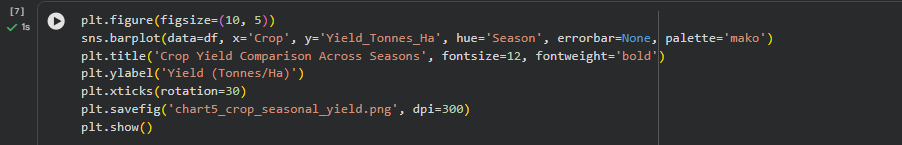 [7]
1s
plt.figure(figsize=(10, 5))
sns.barplot(data=df, x='Crop', y='Yield_Tonnes_Ha', hue='Season', errorbar=None, palette='mako')
plt.title('Crop Yield Comparison Across Seasons', fontsize=12, fontweight='bold')
plt.ylabel('Yield (Tonnes/Ha)')
plt.xticks(rotation=30)
plt.savefig('chart5_crop_seasonal_yield.png', dpi=300)
plt.show()